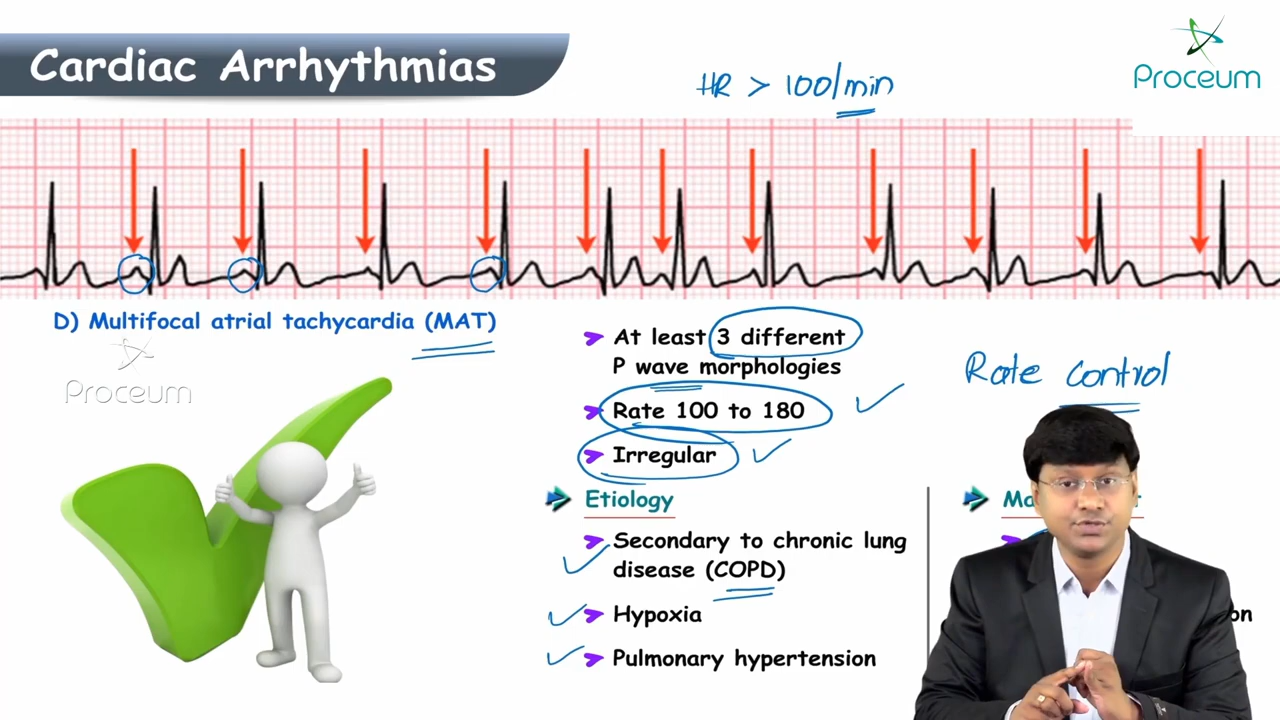 Cardiac Arrhythmias
HR > 100/min
Proceum
D) Multifocal atrial tachycardia (MAT)
Proceum
At least 3 different
P wave morphologies
Rate 100 to 180
Irregular
Etiology
Secondary to chronic lung
disease (COPD)
Hypoxia
Pulmonary hypertension
Rate control